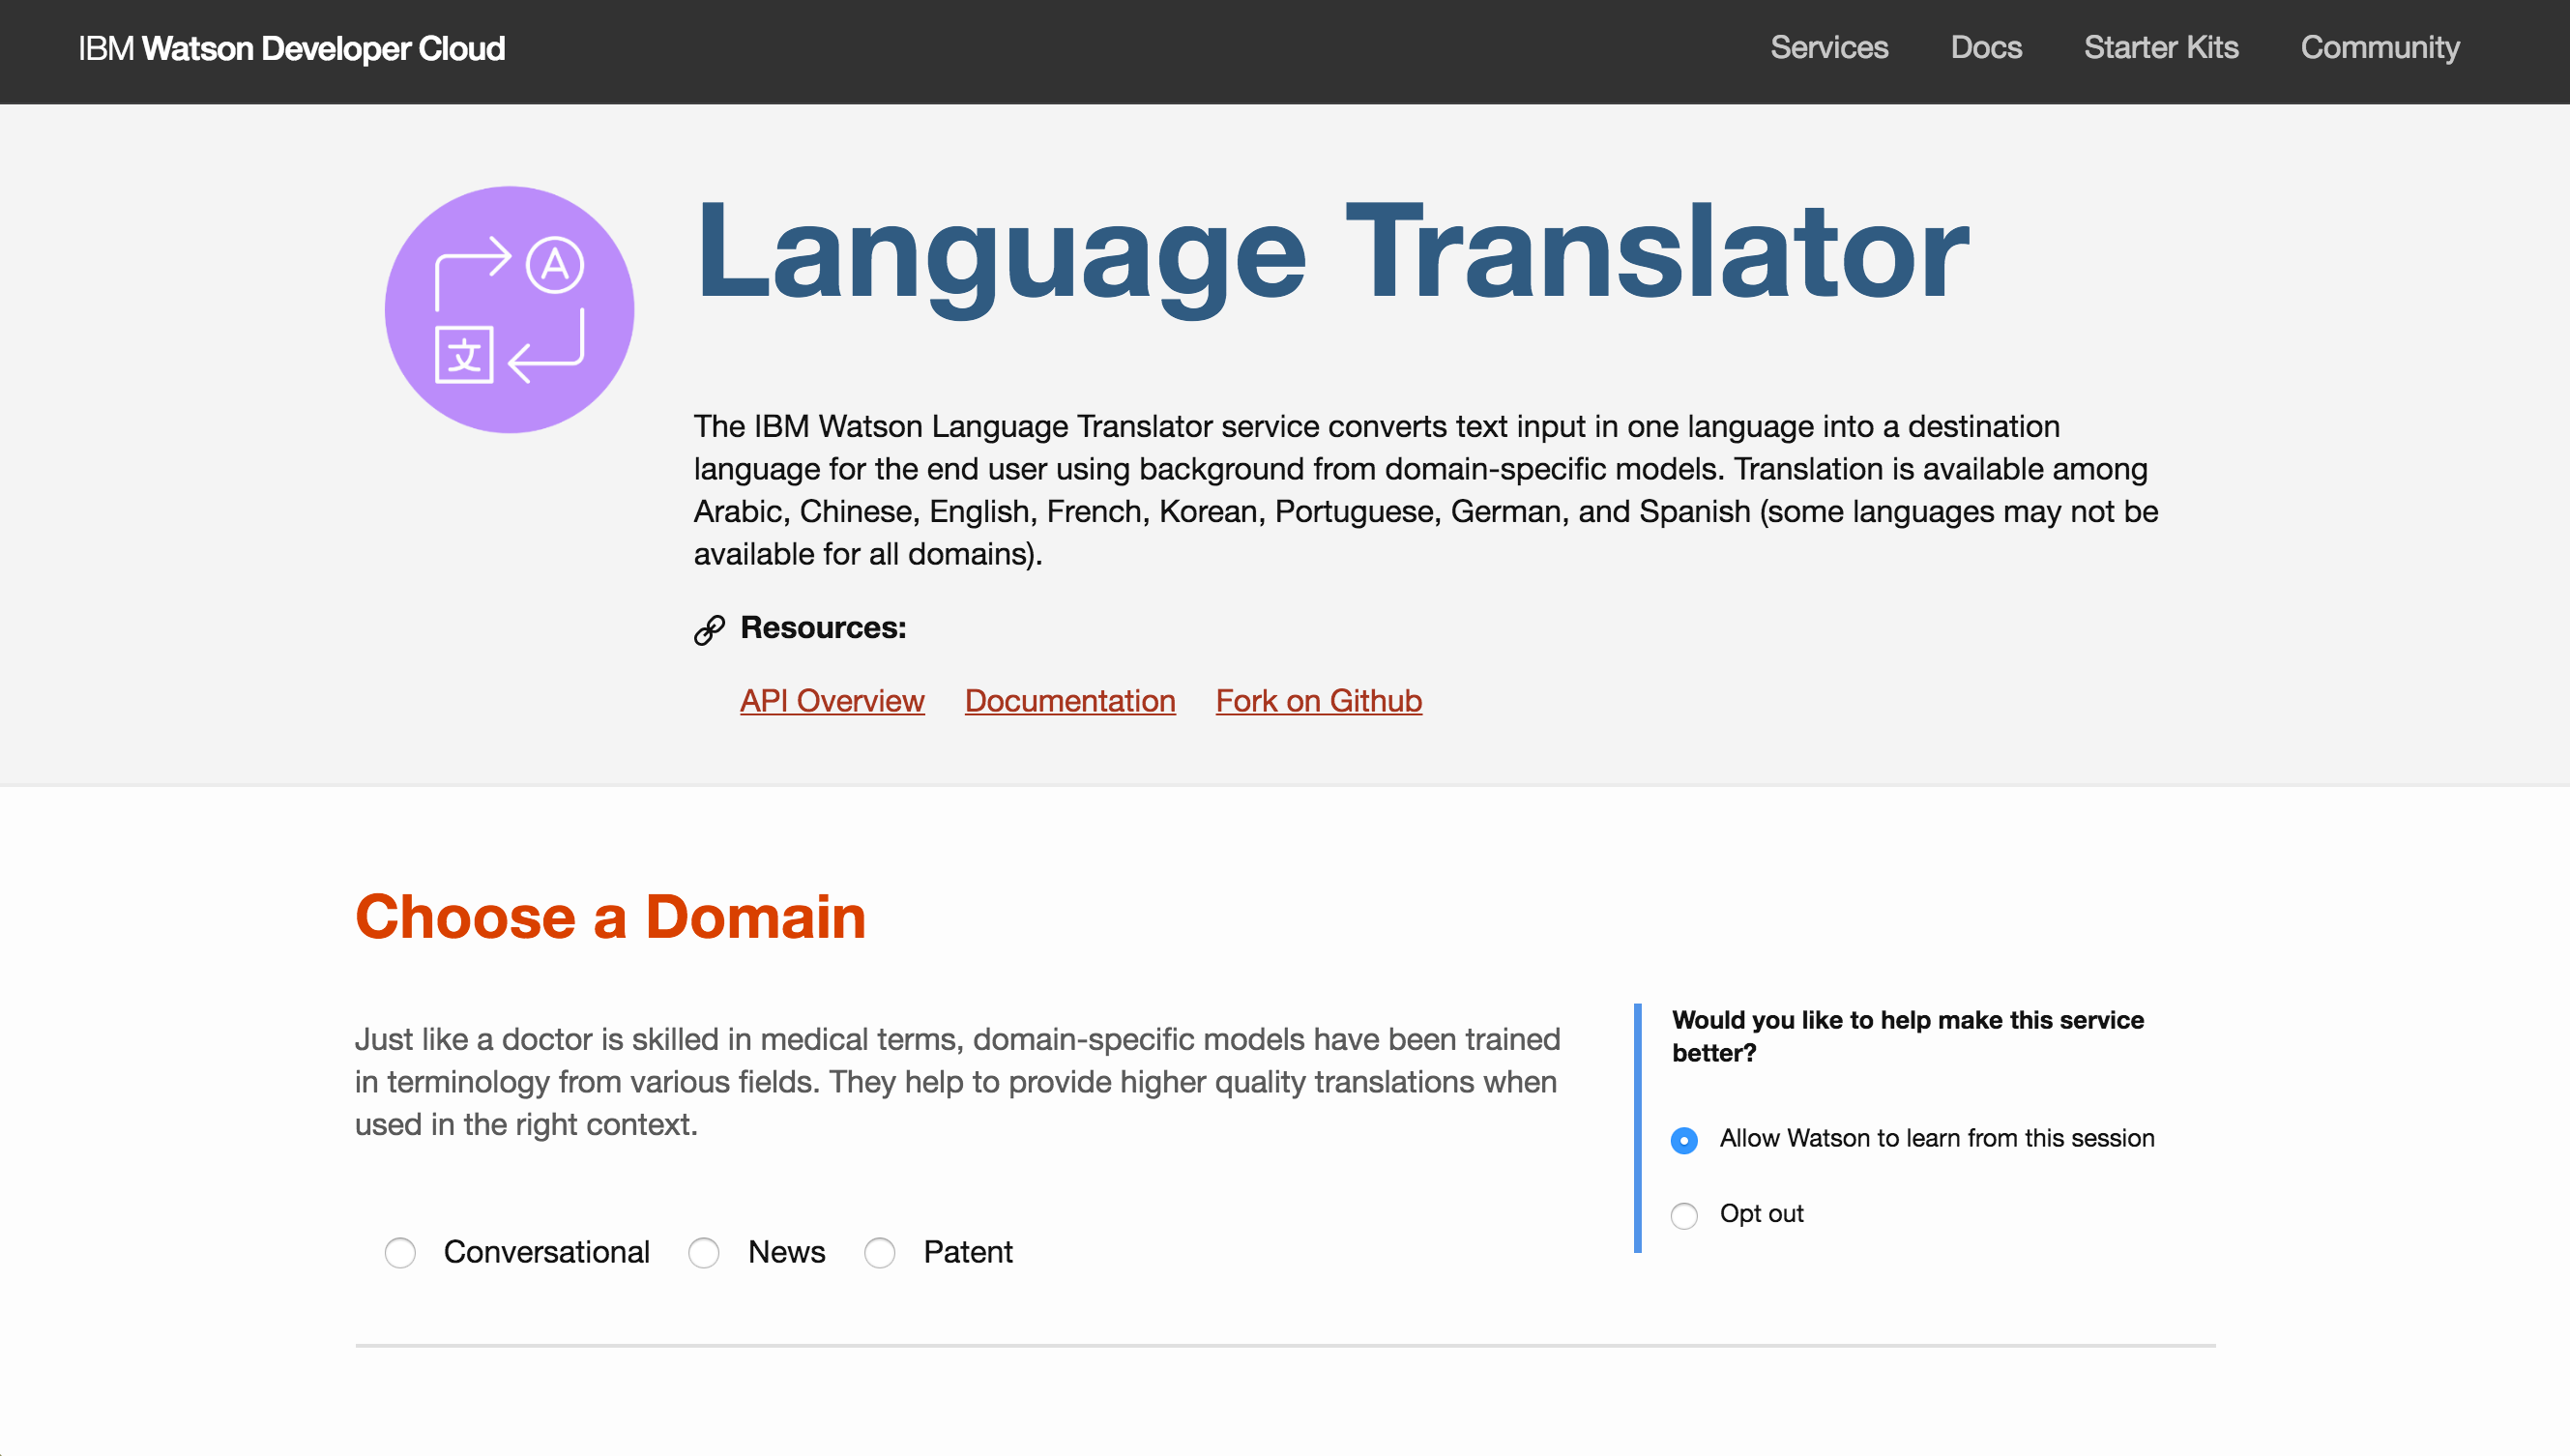 IBM Watson Developer Cloud
Services Docs Starter Kits Community
A
文
Language Translator
The IBM Watson Language Translator service converts text input in one language into a destination
language for the end user using background from domain-specific models. Translation is available among
Arabic, Chinese, English, French, Korean, Portuguese, German, and Spanish (some languages may not be
available for all domains).
Resources:
API Overview Documentation Fork on Github
Choose a Domain
Just like a doctor is skilled in medical terms, domain-specific models have been trained
in terminology from various fields. They help to provide higher quality translations when
used in the right context.
Conversational News Patent
Would you like to help make this service
better?
Allow Watson to learn from this session
Opt out